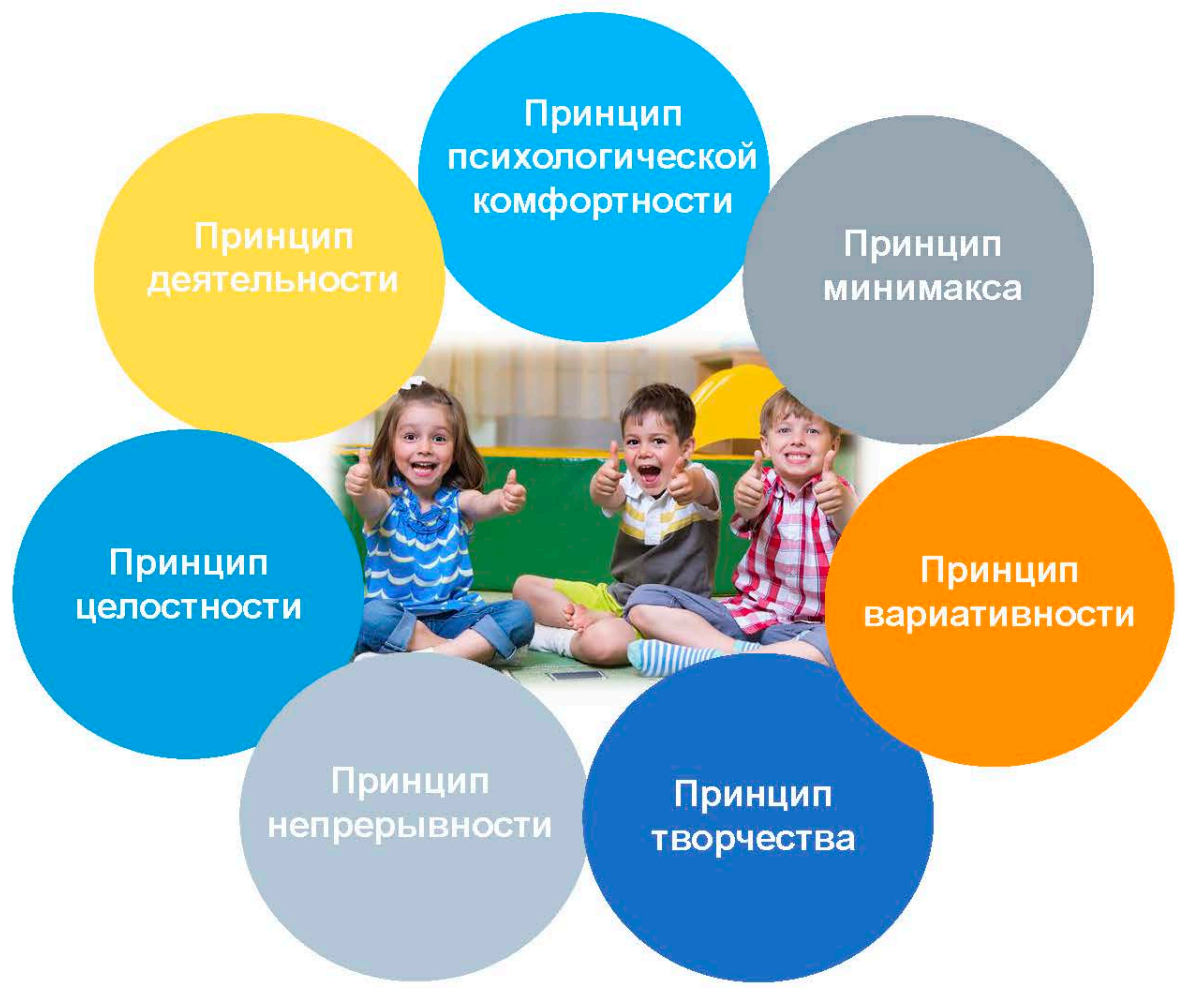 Принцип
психологической
комфортности
Принцип
деятельности
Принцип
минимакса
Принцип
целостности
Принцип
вариативности
Принцип
непрерывности
Принцип
творчества